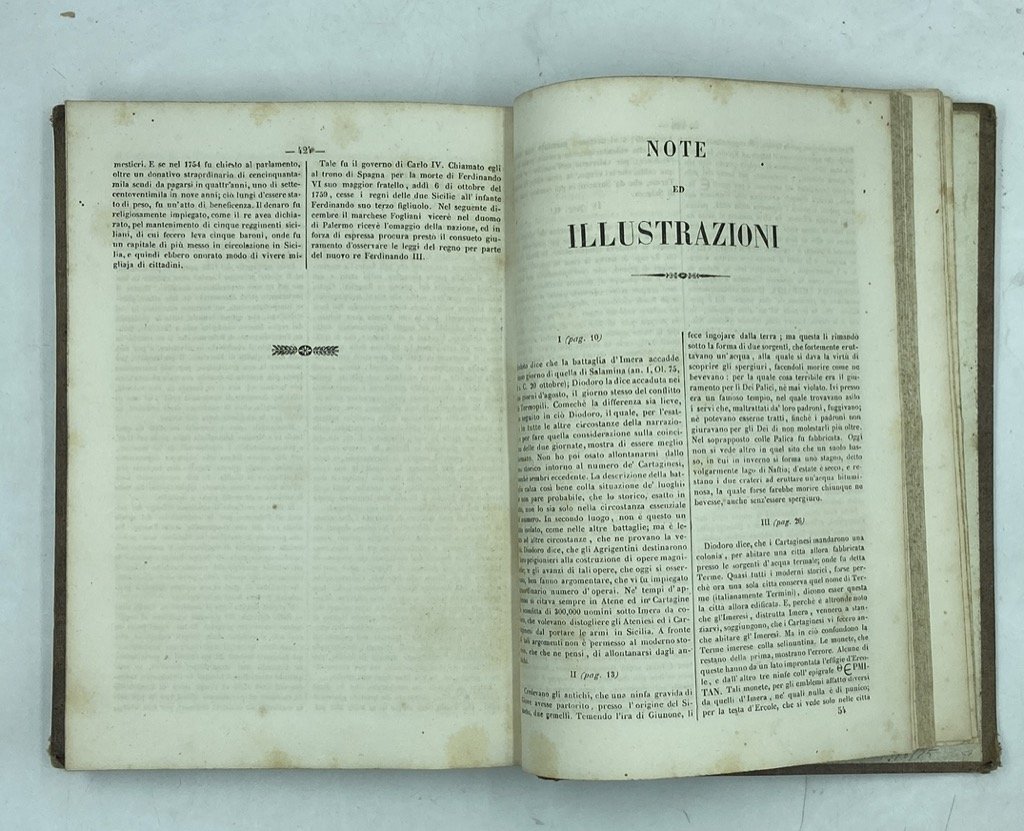 mestieri. E se nel 1754 fu chiesto al parlamento,
oltre un donativo straordinario di cencinquanta-
mila scudi da pagarsi in quattr'anni, uno di sette-
centoventimila in nove anni; ciò lungi d'essere sta-
to di peso, fu un'atto di beneficenza. Il denaro fu
religiosamente impiegato, come il re avea dichia-
rato, pel mantenimento di cinque regginenti sici-
liani, di cui fecero leva cinque baroni, onde fu
un capitale di più messo in circolazione in Sici-
lia, e quindi ebbero onorato modo di vivere mi-
gliaja di cittadini.
Tale fu il governo di Carlo IV. Chiamato egli
al trono di Spagna per la morte di Ferdinando
VI suo maggior fratello, addì 6 di ottobre del
1759, cesse i regni delle due Sicilie all' infante
Ferdinando suo terzo figliuolo. Nel seguente di-
cembre il marchese Fogliani vicerè nel duomo
di Palermo ricevè l'omaggio della nazione, ed in
forza di espressa procura prestò il consueto giu-
ramento d'osservare le leggi del regno per parte
del nuovo re Ferdinando III.
NOTE
ED
ILLUSTRAZIONI
I (pag. 10)
dice che la battaglia d' Imera accadde
giorno di quella di Salamina (an. 1, Ol. 75,
C. 20 ottobre); Diodoro la dice accaduta nei
giorni d'agosto, il giorno stesso del conflitto
Termopili. Comechè la differenza sia lieve,
seguito in ciò Diodoro, il quale, per l'esat-
in tutte le altre circostanze della narrazio-
per fare quella considerazione sulla coinci-
delle due giornate, mostra di essere meglio
Non ho poi osato allontanarmi dallo
storico intorno al numero de' Cartaginesi,
sembri eccedente. La descrizione della bat-
calza così bene colla situazione de' luoghi
non pare probabile, che lo storico, esatto in
non lo sia solo nella circostanza essenziale
numero. In secondo luogo, non è questo un
isolato, come nelle altre battaglie; ma è le-
ad altre circostanze, che ne provano la ve-
Diodoro dice, che gli Agrigentini destinarono
prigionieri alla costruzione di opere magni-
e gli avanzi di tali opere, che oggi si osser-
fanno argomentare, che vi fu impiegato
numero d'operai. Ne' tempi d'ap-
si citava sempre in Atene ed in Cartagine
sconfitta di 300,000 uomini sotto Imera da co-
che volevano distogliere gli Ateniesi ed i Car-
dal portare le armi in Sicilia. A fronte
tali argomenti non è permesso al moderno sto-
che che ne pensi, di allontanarsi dagli an-
II (pag. 13)
Credevano gli antichi, che una ninfa gravida di
Giove avesse partorito, presso l'origine del Si-
due gemelli. Temendo l'ira di Giunone, li
fece ingojare dalla terra; ma questa li rimandò
sotto la forma di due sorgenti, che fortemente erut-
tavano un'acqua, alla quale si dava la virtù di
scoprire gli spergiuri, facendoli morire come ne
bevevano: per la quale cosa terribile era il giu-
ramento per li Dei Palici, nè mai violato. Ivi presso
era un famoso tempio, nel quale trovavano asilo
i servi che, maltrattati da' loro padroni, fuggivano;
nè potevano esserne tratti, finchè i padroni non
giuravano per gli Dei di non molestarli più oltre.
Nel soprapposto colle Palica fu fabbricata. Oggi
non si vede altro in quel sito che un suolo bas-
so, in cui in inverno si forma uno stagno, detto
volgarmente lago di Naftia; d'estate è secco, e re-
stano i due crateri ad eruttare un'acqua bitumi-
nosa, la quale forse farebbe morire chiunque ne
bevesse, anche senz'essere spergiuro.
III (pag. 26)
Diodoro dice, che i Cartaginesi mandarono una
colonia, per abitare una città allora fabbricata
presso le sorgenti d'acqua termale; onde fu detta
Terme. Quasi tutti i moderni storici, forse per-
chè ora una sola città conserva quel nome di Ter-
me (italianamente Termini), dicono esser questa
la città allora edificata. E, perchè è altronde noto
che gl'Imeresi, distrutta Imera, vennero a stan-
ziarvi, soggiungono, che i Cartaginesi vi fecero an-
che abitare gl' Imeresi. Ma in ciò confondono la
Terme imerese colla selinuntina. Le monete, che
restano della prima, mostrano l'errore. Alcune di
queste hanno da un lato improntata l'effigie d'Erco-
le, e dall'altro tre ninfe coll' epigrafe ΘЄΡΜΙ-
TAN. Tali monete, per gli emblemi affatto diversi
da quelli d'Imera, ne' quali nulla è di punico;
per la testa d'Ercole, che si vede solo nelle città
54